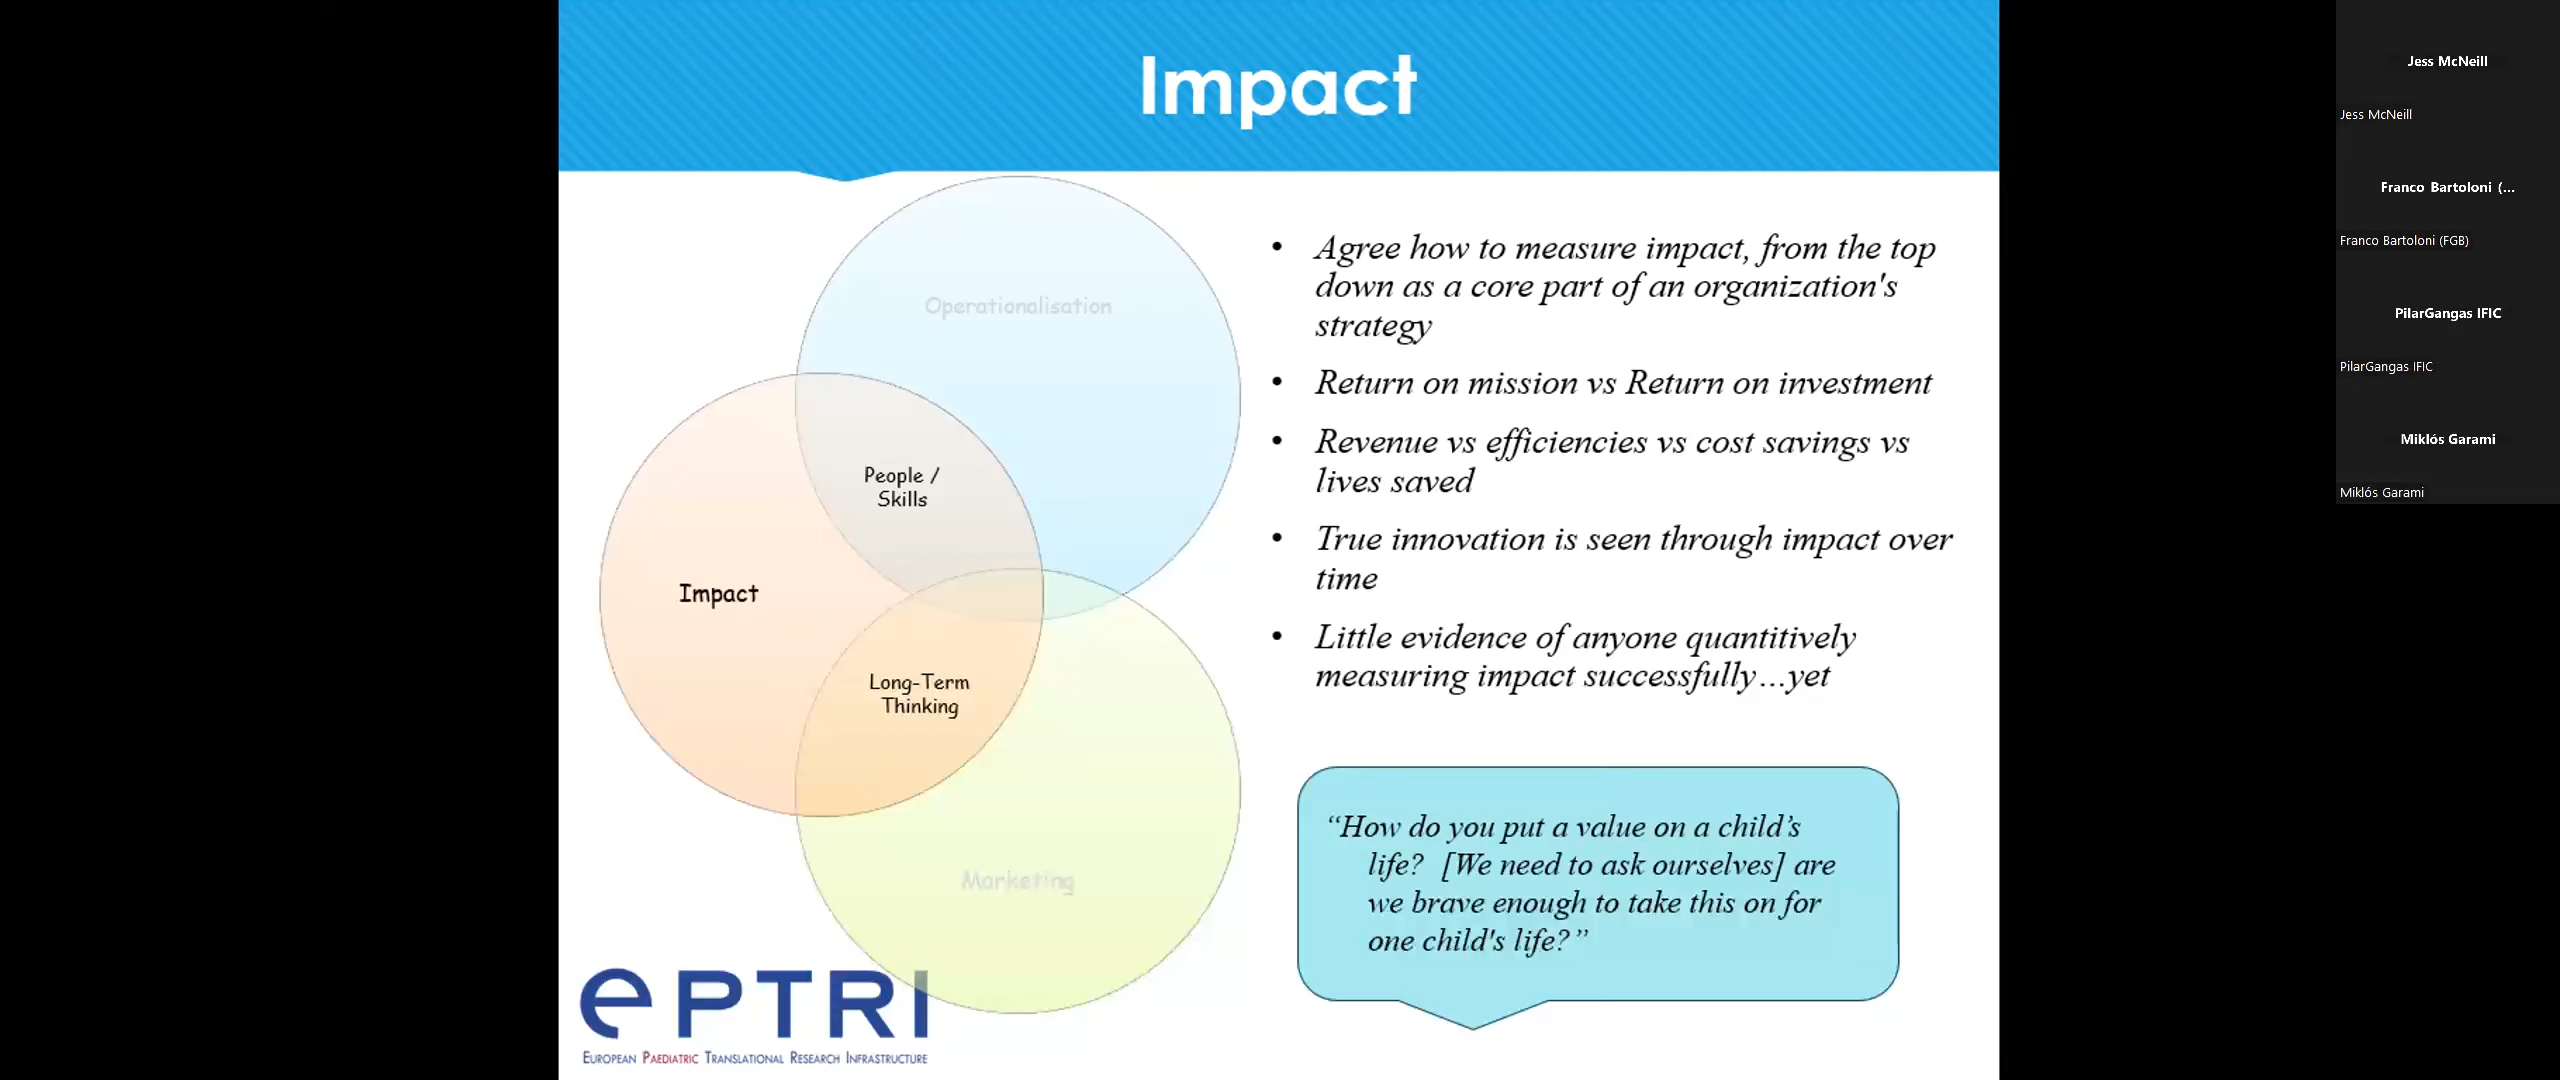 Impact
Operationalisation
People /
Skills
Impact
Long-Term
Thinking
Marketing
• Agree how to measure impact, from the top
down as a core part of an organization's
strategy
• Return on mission vs Return on investment
• Revenue vs efficiencies vs cost savings vs
lives saved
• True innovation is seen through impact over
time
• Little evidence of anyone quantitively
measuring impact successfully…yet
“How do you put a value on a child’s
life?  [We need to ask ourselves] are
we brave enough to take this on for
one child's life?”
ePTRI
European Paediatric Translational Research Infrastructure
Jess McNeill
Jess McNeill
Franco Bartoloni (...
Franco Bartoloni (FGB)
PilarGangas IFIC
PilarGangas IFIC
Miklós Garami
Miklós Garami